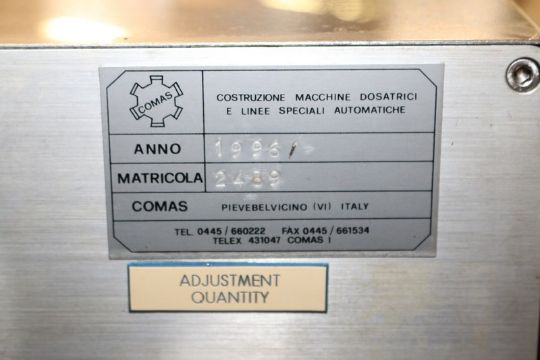 COMAS
COSTRUZIONE MACCHINE DOSATRICI
E LINEE SPECIALI AUTOMATICHE
ANNO 1996/
MATRICOLA 2489
COMAS PIEVEBELVICINO (VI) ITALY
TEL. 0445/660222 FAX 0445/661534
TELEX 431047 COMAS I
ADJUSTMENT
QUANTITY